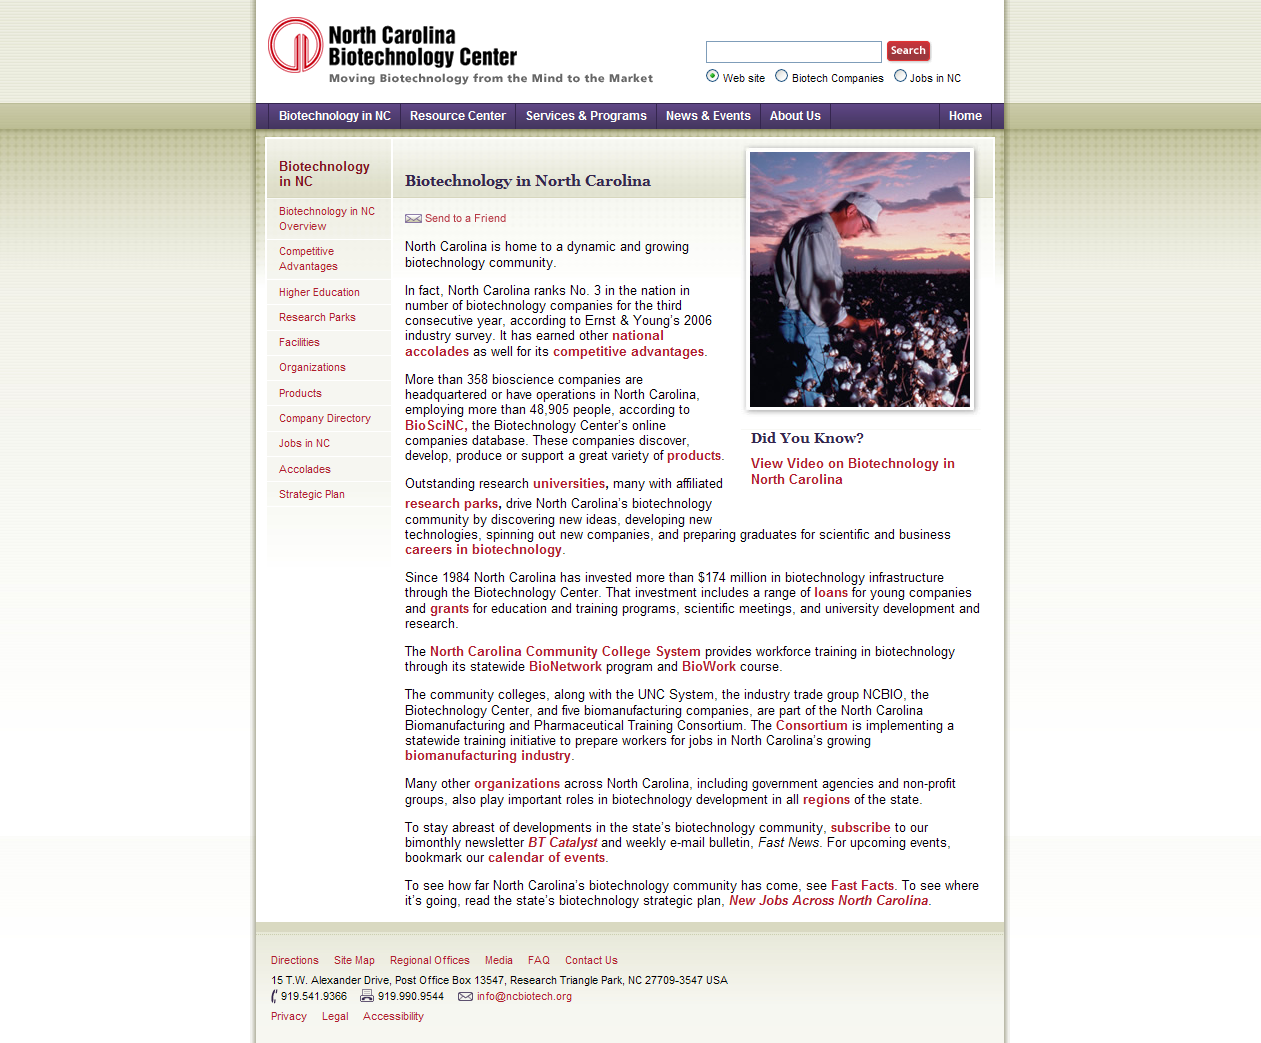 North Carolina
Biotechnology Center
Moving Biotechnology from the Mind to the Market
Search
Web site Biotech Companies Jobs in NC
Biotechnology in NC Resource Center Services & Programs News & Events About Us Home
Biotechnology
in NC
Biotechnology in NC
Overview
Competitive
Advantages
Higher Education
Research Parks
Facilities
Organizations
Products
Company Directory
Jobs in NC
Accolades
Strategic Plan
Biotechnology in North Carolina
Send to a Friend
North Carolina is home to a dynamic and growing
biotechnology community.
In fact, North Carolina ranks No. 3 in the nation in
number of biotechnology companies for the third
consecutive year, according to Ernst & Young's 2006
industry survey. It has earned other national
accolades as well for its competitive advantages.
More than 358 bioscience companies are
headquartered or have operations in North Carolina,
employing more than 48,905 people, according to
BioSciNC, the Biotechnology Center's online
companies database. These companies discover,
develop, produce or support a great variety of products.
Outstanding research universities, many with affiliated
research parks, drive North Carolina's biotechnology
community by discovering new ideas, developing new
technologies, spinning out new companies, and preparing graduates for scientific and business
careers in biotechnology.
Since 1984 North Carolina has invested more than $174 million in biotechnology infrastructure
through the Biotechnology Center. That investment includes a range of loans for young companies
and grants for education and training programs, scientific meetings, and university development and
research.
The North Carolina Community College System provides workforce training in biotechnology
through its statewide BioNetwork program and BioWork course.
The community colleges, along with the UNC System, the industry trade group NCBIO, the
Biotechnology Center, and five biomanufacturing companies, are part of the North Carolina
Biomanufacturing and Pharmaceutical Training Consortium. The Consortium is implementing a
statewide training initiative to prepare workers for jobs in North Carolina's growing
biomanufacturing industry.
Many other organizations across North Carolina, including government agencies and non-profit
groups, also play important roles in biotechnology development in all regions of the state.
To stay abreast of developments in the state's biotechnology community, subscribe to our
bimonthly newsletter BT Catalyst and weekly e-mail bulletin, Fast News. For upcoming events,
bookmark our calendar of events.
To see how far North Carolina's biotechnology community has come, see Fast Facts. To see where
it's going, read the state's biotechnology strategic plan, New Jobs Across North Carolina.
Did You Know?
View Video on Biotechnology in
North Carolina
Directions Site Map Regional Offices Media FAQ Contact Us
15 T.W. Alexander Drive, Post Office Box 13547, Research Triangle Park, NC 27709-3547 USA
919.541.9366 919.990.9544 info@ncbiotech.org
Privacy Legal Accessibility